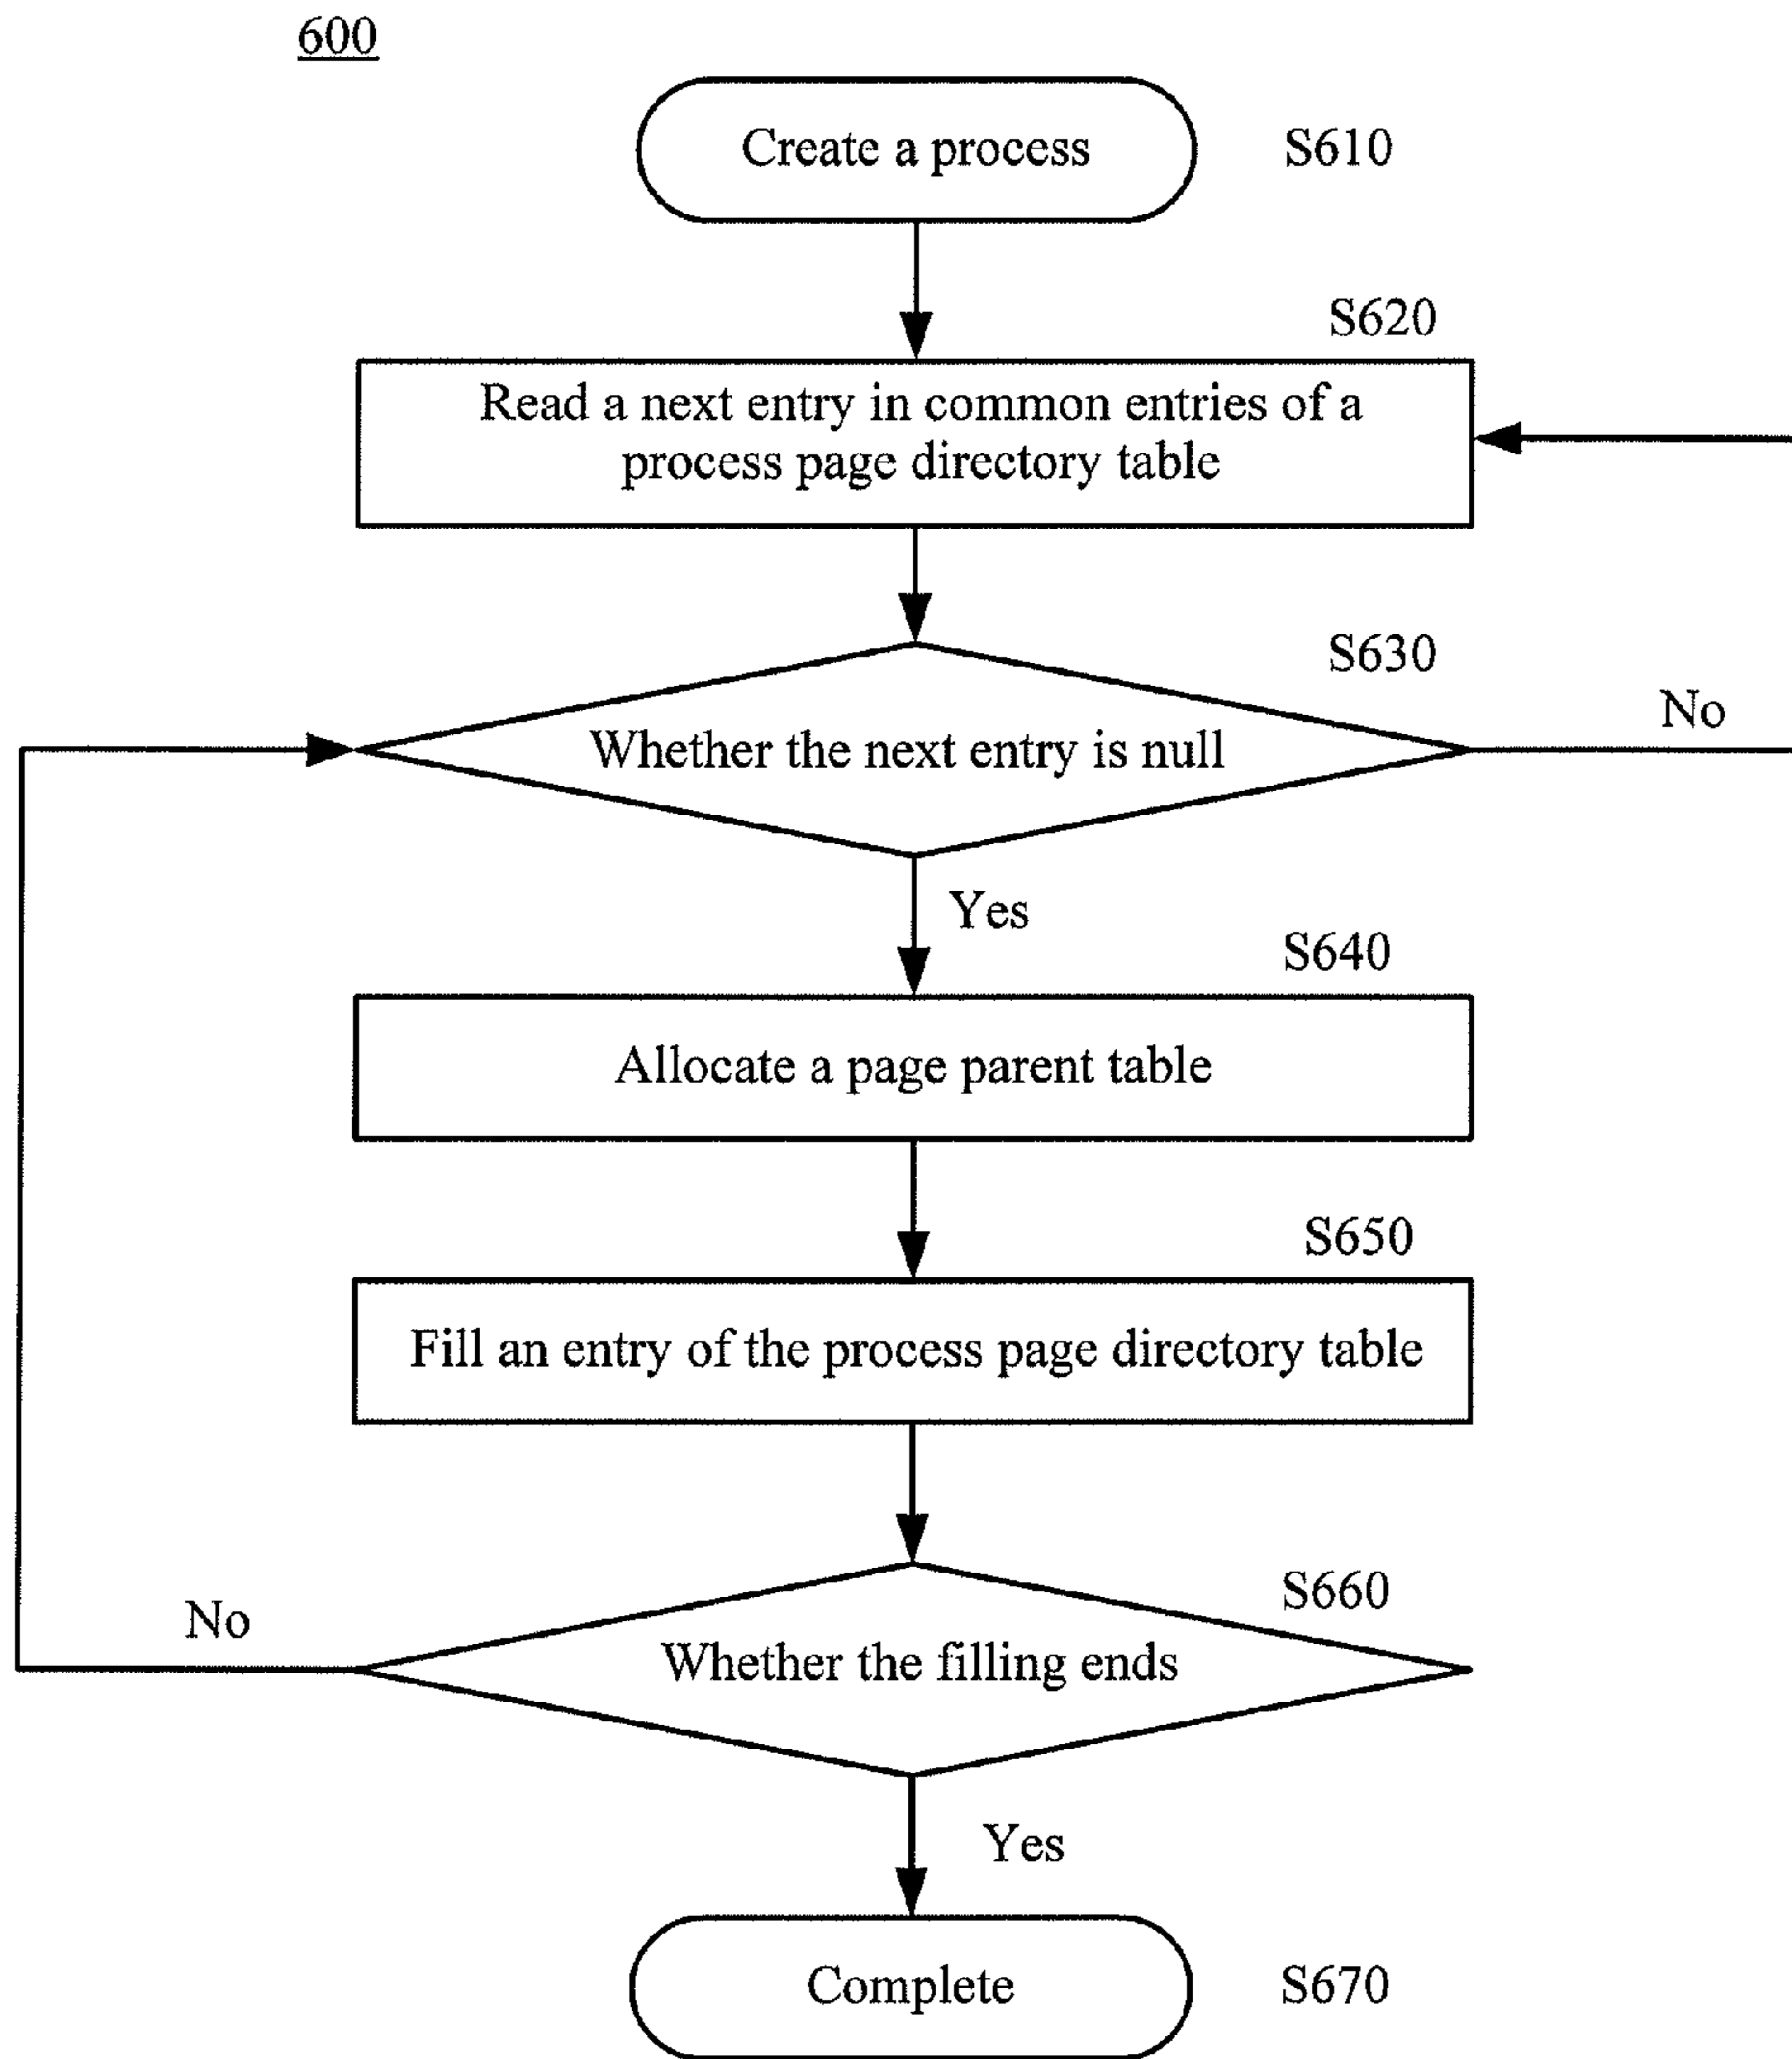 600
Create a process
S610
S620
Read a next entry in common entries of a
process page directory table
S630
No
Whether the next entry is null
Yes
S640
Allocate a page parent table
S650
Fill an entry of the process page directory table
S660
No
Whether the filling ends
Yes
Complete
S670